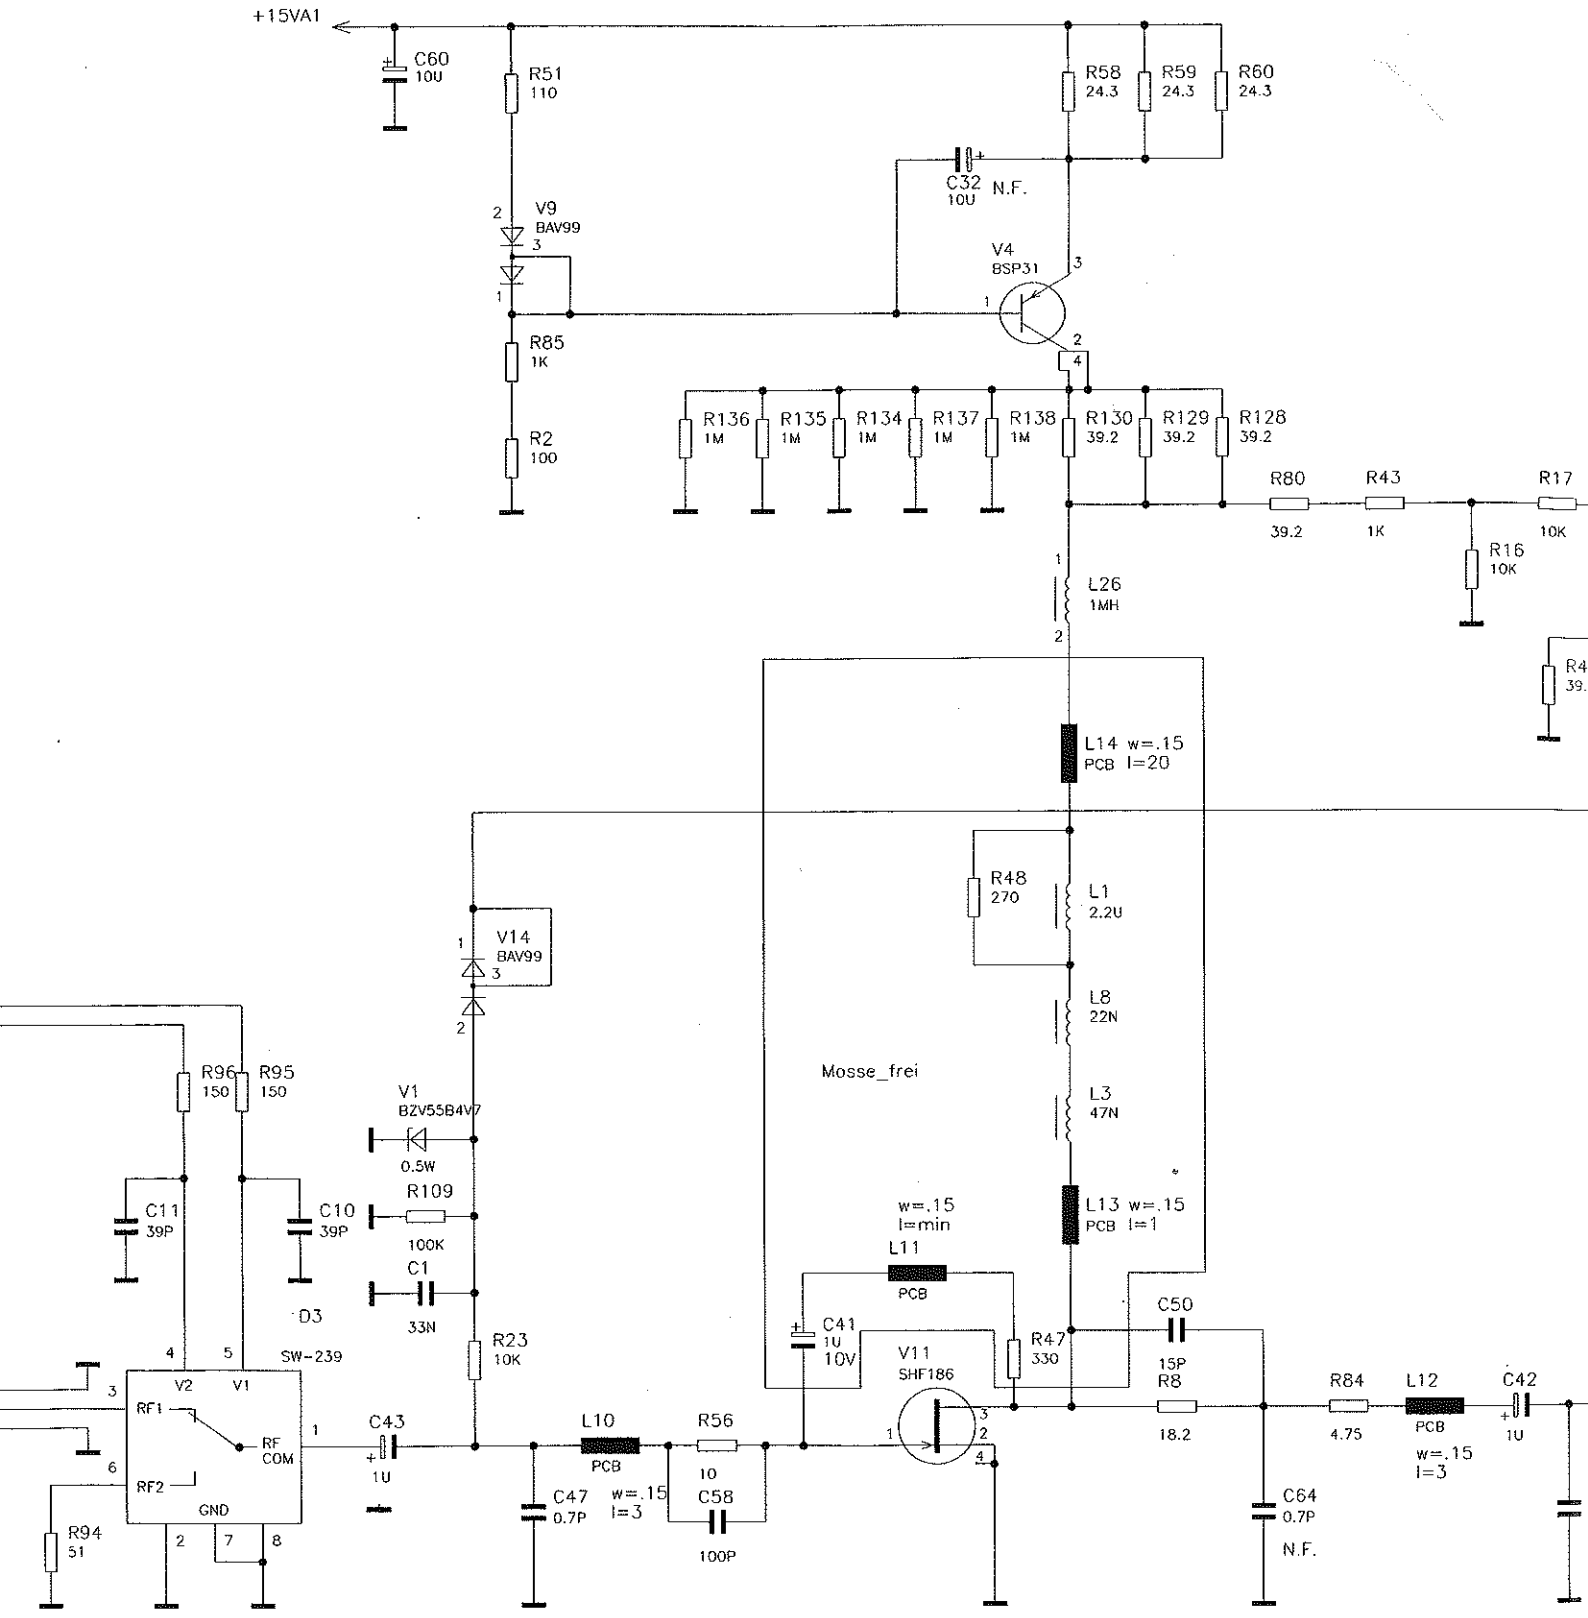 +15VA1
+
C60
10U
R51
110
R58
24.3
R59
24.3
R60
24.3
+
C32
10U
N.F.
2
V9
BAV99
3
1
V4
BSP31
3
1
2
4
R85
1K
R2
100
R136
1M
R135
1M
R134
1M
R137
1M
R138
1M
R130
39.2
R129
39.2
R128
39.2
R80
39.2
R43
1K
R17
10K
R16
10K
1
L26
1MH
2
R4
39.
L14 w=.15
PCB l=20
R48
270
L1
2.2U
1
V14
BAV99
3
2
L8
22N
Mosse_frei
L3
47N
R96
150
R95
150
V1
BZV55B4V7
0.5W
R109
100K
C11
39P
C10
39P
C1
33N
w=.15
l=min
L11
PCB
L13 w=.15
PCB l=1
D3
SW-239
R23
10K
+
C41
1U
10V
R47
330
C50
15P
V11
SHF186
4
5
V2
V1
3
RF1
RF
COM
1
6
RF2
GND
2
7
8
R94
51
C43
+
1U
L10
PCB
w=.15
l=3
R56
10
C58
100P
C47
0.7P
1
3
2
4
R8
18.2
R84
4.75
L12
PCB
w=.15
l=3
C42
+
1U
C64
0.7P
N.F.